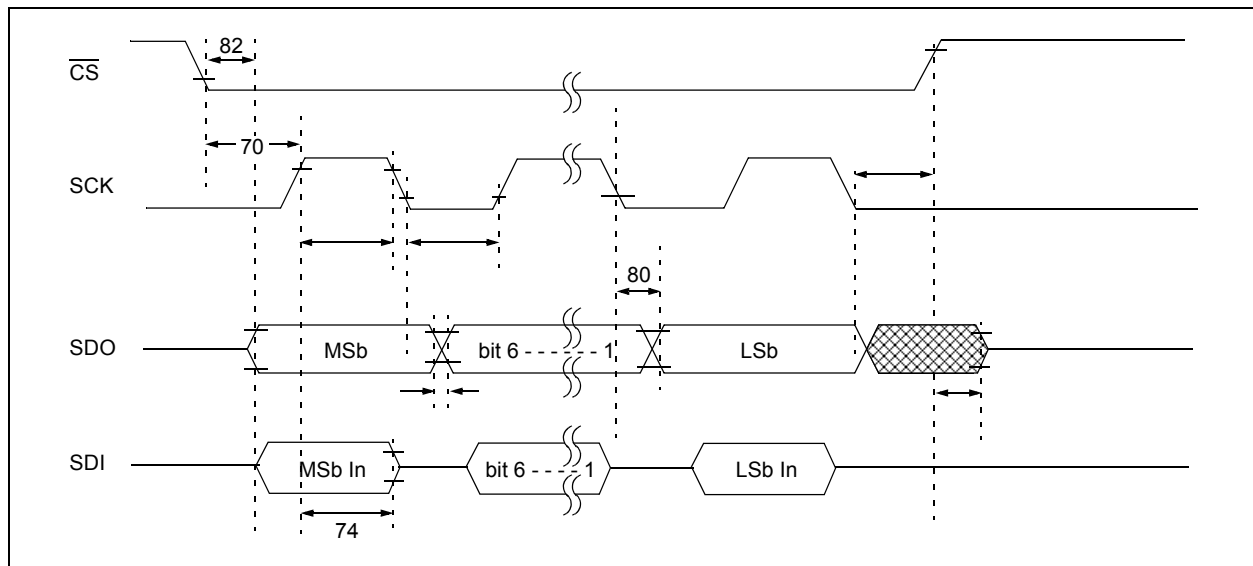 82
C̅S̅
70
SCK
80
SDO
MSb
bit 6 - - - - - - 1
LSb
SDI
MSb In
bit 6 - - - - - 1
LSb In
74